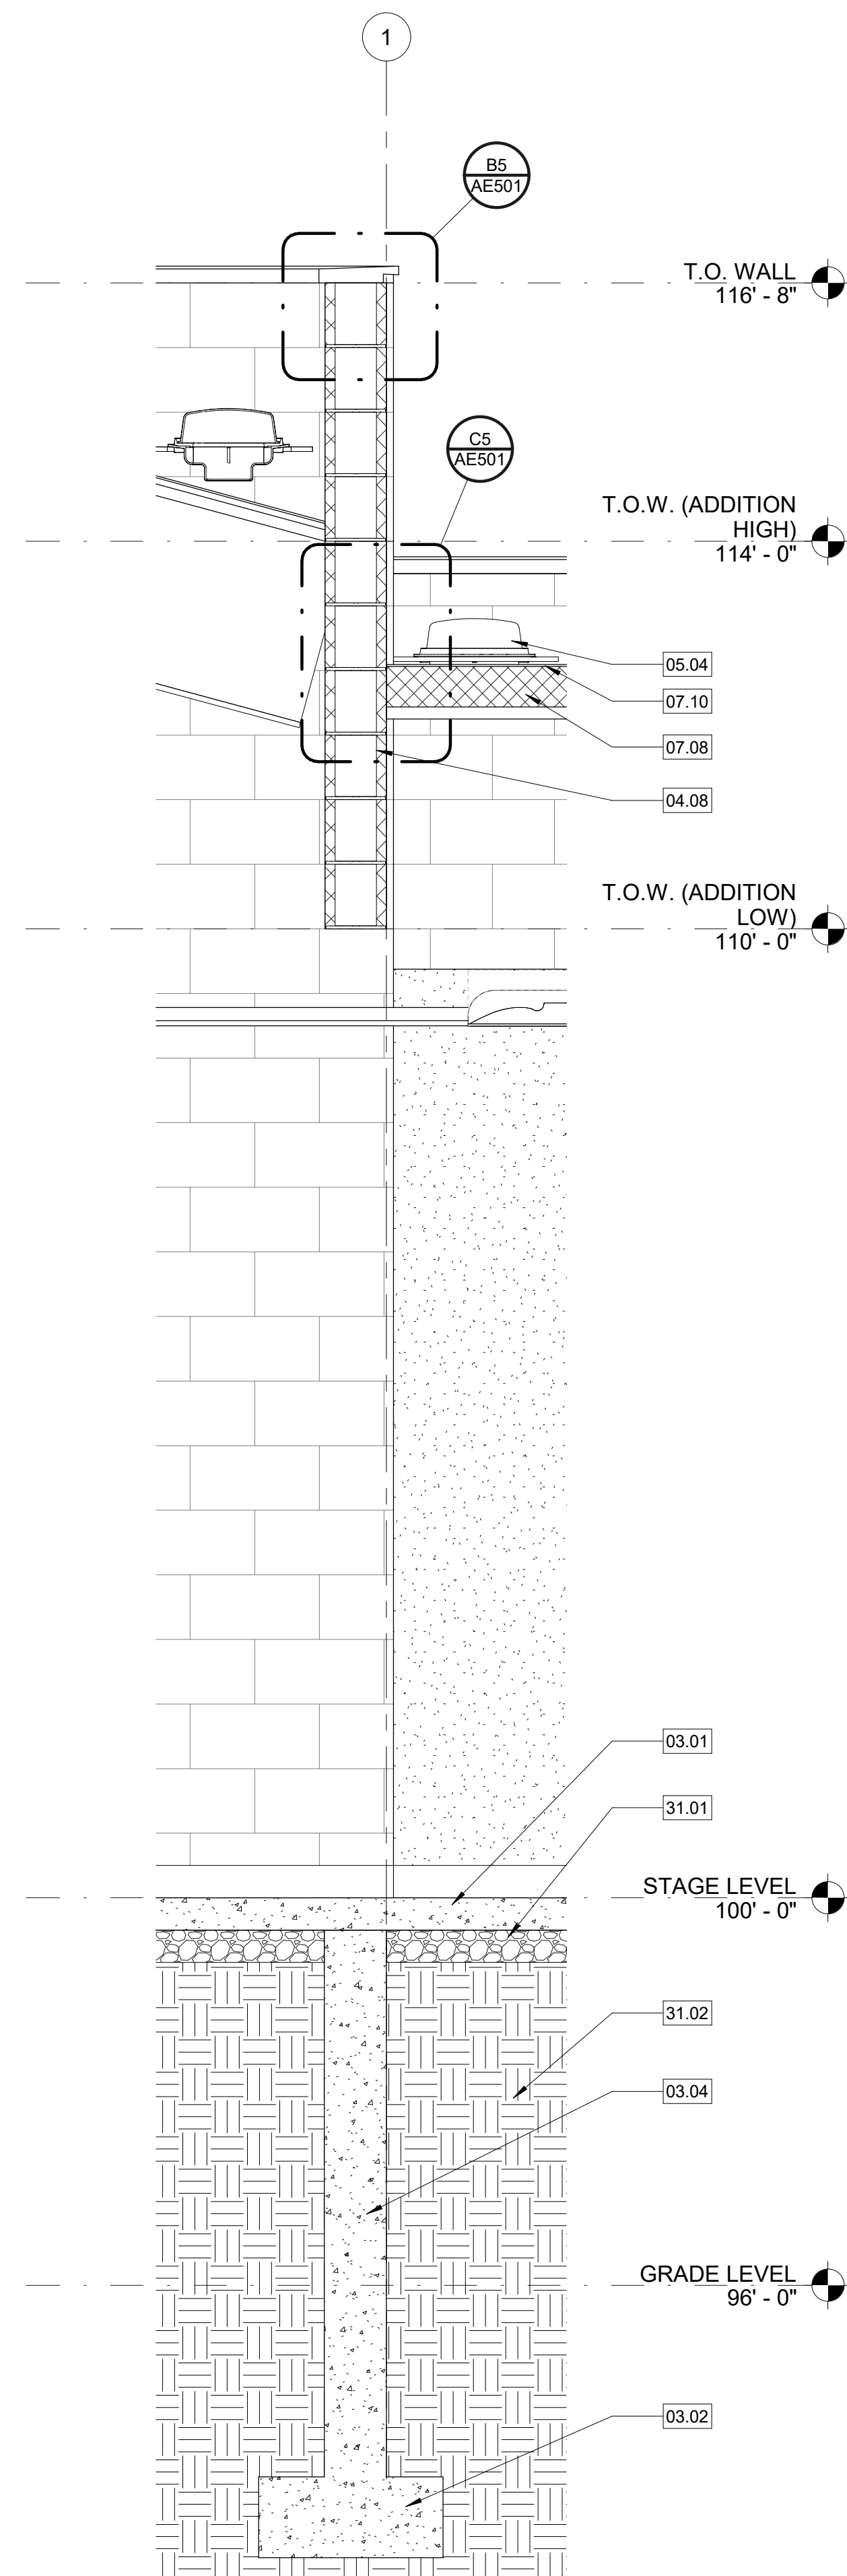 1
B5
AE501
T.O. WALL
116' - 8"
C5
AE501
T.O.W. (ADDITION
HIGH)
114' - 0"
05.04
07.10
07.08
04.08
T.O.W. (ADDITION
LOW)
110' - 0"
03.01
31.01
STAGE LEVEL
100' - 0"
31.02
03.04
GRADE LEVEL
96' - 0"
03.02